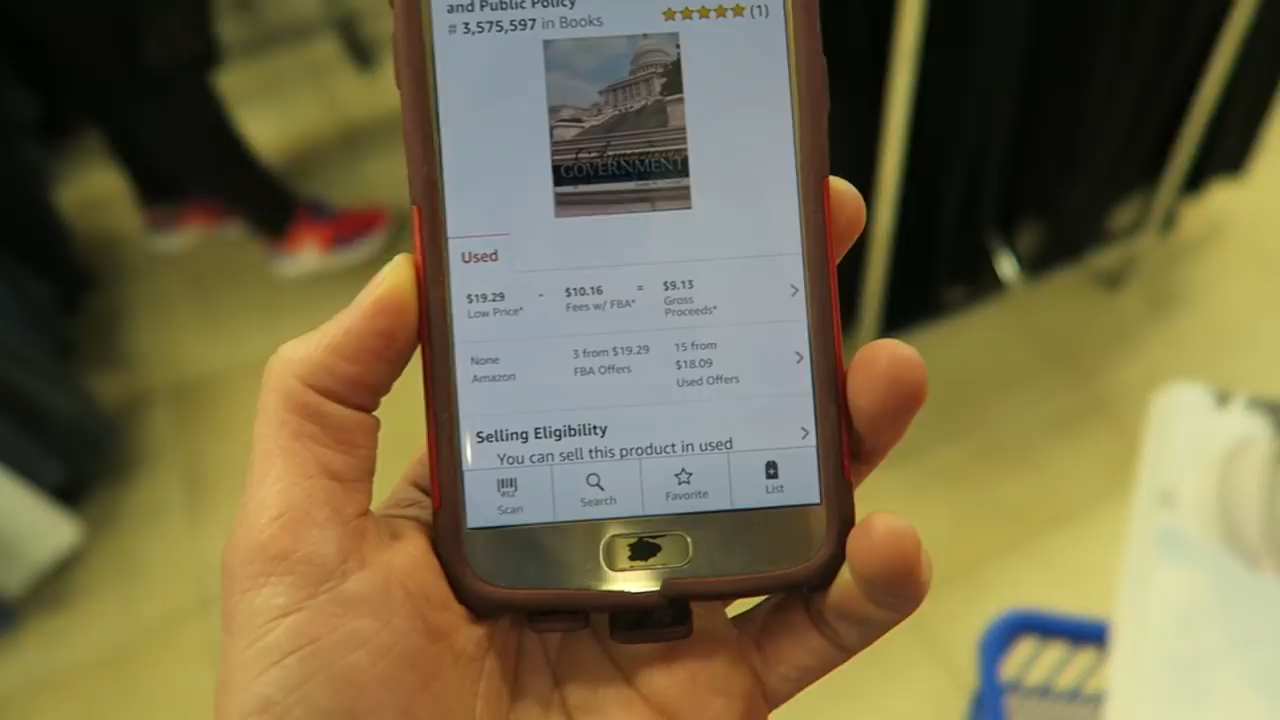 and Public Policy
# 3,575,597 in Books
(1)
GOVERNMENT
Used
$19.29 - $10.16 = $9.13
Low Price* Fees w/ FBA* Gross Proceeds*
None 3 from $19.29 15 from $18.09
Amazon FBA Offers Used Offers
Selling Eligibility
You can sell this product in used
Scan Search Favorite List